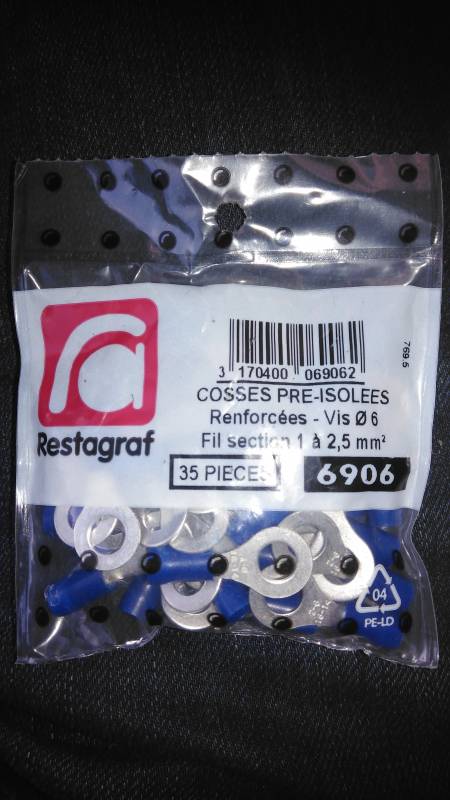 Restagraf
3 170400 069062
769.6
COSSES PRE-ISOLEES
Renforcées - Vis Ø 6
Fil section 1 à 2,5 mm²
35 PIECES
6906
04
PE-LD